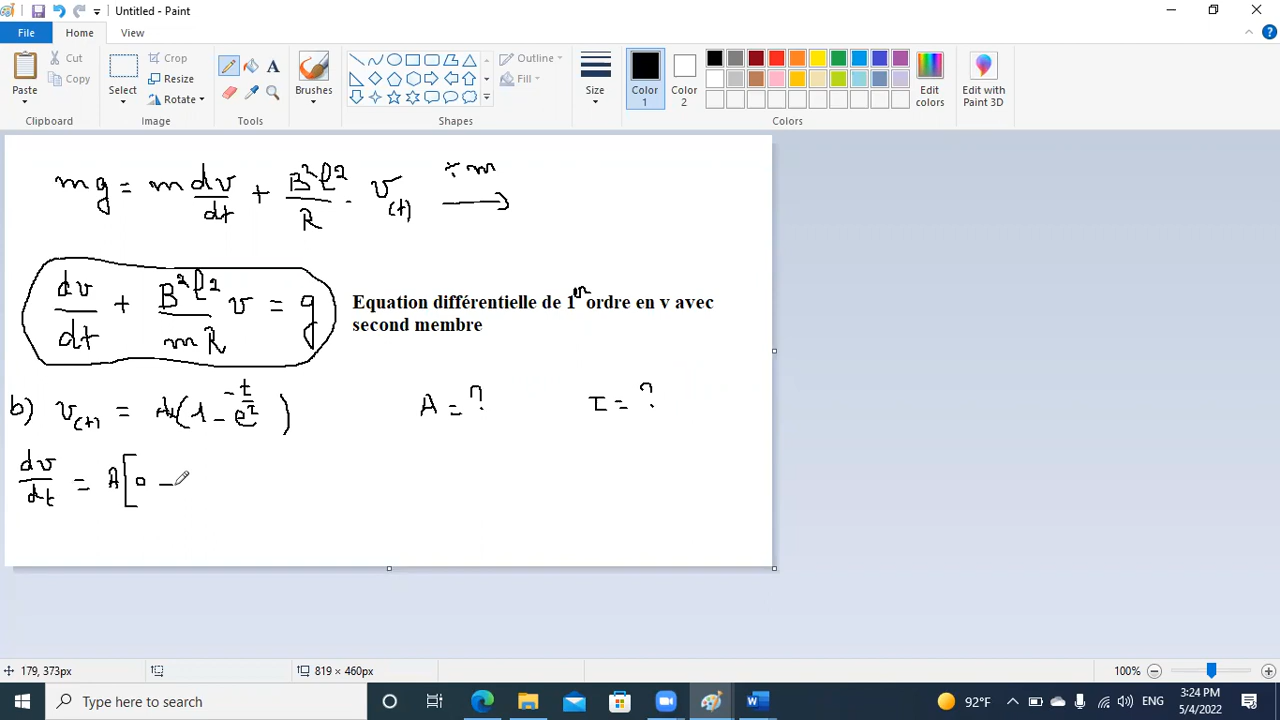 Untitled - Paint
File Home View
Paste
Cut
Copy
Clipboard
Select
Crop
Resize
Rotate
Image
A
Tools
Brushes
Outline
Fill
Shapes
Size
Color 1
Color 2
Edit colors
Edit with Paint 3D
Colors
mg = m dv/dt + B²ℓ²/R . v(t) ÷m ⟶
dv/dt + B²ℓ²/mR v = g
Equation différentielle de 1er ordre en v avec
second membre
b) v(t) = A(1 - e^(-t/τ)) A = ? τ = ?
dv/dt = A[0 -
179, 373px
819 × 460px
100%
Type here to search
92°F
ENG
3:24 PM
5/4/2022